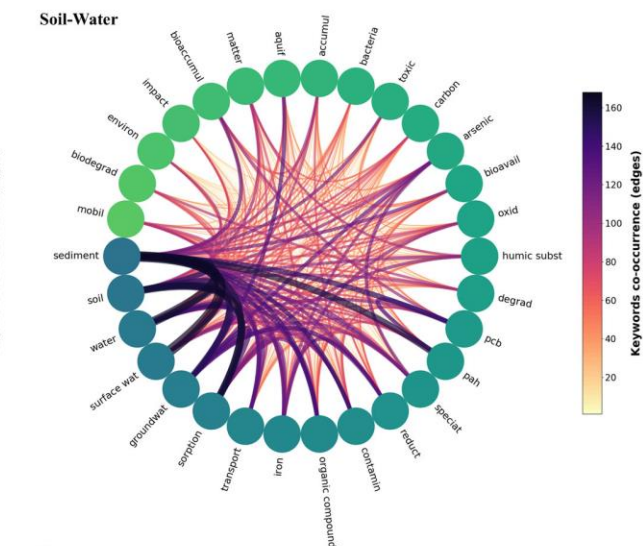 Soil-Water
accumul
bacteria
toxic
carbon
arsenic
bioavail
oxid
humic subst
degrad
pcb
pah
speciat
reduct
contamin
organic compound
iron
transport
sorption
groundwat
surface wat
water
soil
sediment
mobil
biodegrad
environ
impact
bioaccumul
matter
aquif
160
140
120
100
80
60
40
20
Keywords co-occurrence (edges)